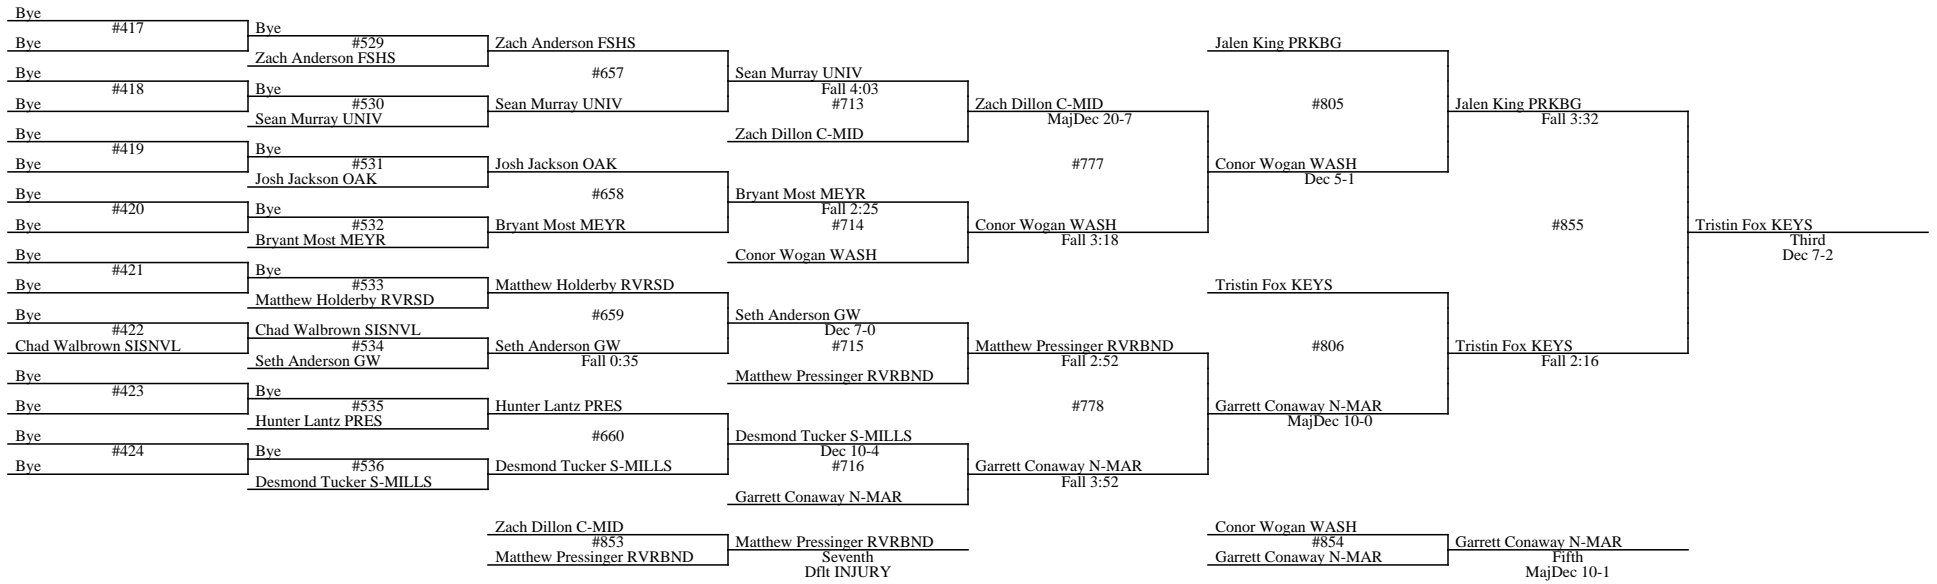 Bye
#417
Bye
Bye
#418
Bye
Bye
#419
Bye
Bye
#420
Bye
Bye
#421
Bye
Bye
#422
Chad Walbrown SISNVL
Bye
#423
Bye
Bye
#424
Bye
Bye
#529
Zach Anderson FSHS
Bye
#530
Sean Murray UNIV
Bye
#531
Josh Jackson OAK
Bye
#532
Bryant Most MEYR
Bye
#533
Matthew Holderby RVRSD
Chad Walbrown SISNVL
#534
Seth Anderson GW
Bye
#535
Hunter Lantz PRES
Bye
#536
Desmond Tucker S-MILLS
Zach Anderson FSHS
#657
Sean Murray UNIV
Josh Jackson OAK
#658
Bryant Most MEYR
Matthew Holderby RVRSD
#659
Seth Anderson GW
Fall 0:35
Hunter Lantz PRES
#660
Desmond Tucker S-MILLS
Sean Murray UNIV
Fall 4:03
#713
Zach Dillon C-MID
Bryant Most MEYR
Fall 2:25
#714
Conor Wogan WASH
Seth Anderson GW
Dec 7-0
#715
Matthew Pressinger RVRBND
Desmond Tucker S-MILLS
Dec 10-4
#716
Garrett Conaway N-MAR
Zach Dillon C-MID
MajDec 20-7
#777
Conor Wogan WASH
Fall 3:18
Matthew Pressinger RVRBND
Fall 2:52
#778
Garrett Conaway N-MAR
Fall 3:52
Jalen King PRKBG
#805
Conor Wogan WASH
Dec 5-1
Tristin Fox KEYS
#806
Garrett Conaway N-MAR
MajDec 10-0
Jalen King PRKBG
Fall 3:32
#855
Tristin Fox KEYS
Fall 2:16
Tristin Fox KEYS
Third
Dec 7-2
Zach Dillon C-MID
#853
Matthew Pressinger RVRBND
Matthew Pressinger RVRBND
Seventh
Dflt INJURY
Conor Wogan WASH
#854
Garrett Conaway N-MAR
Garrett Conaway N-MAR
Fifth
MajDec 10-1